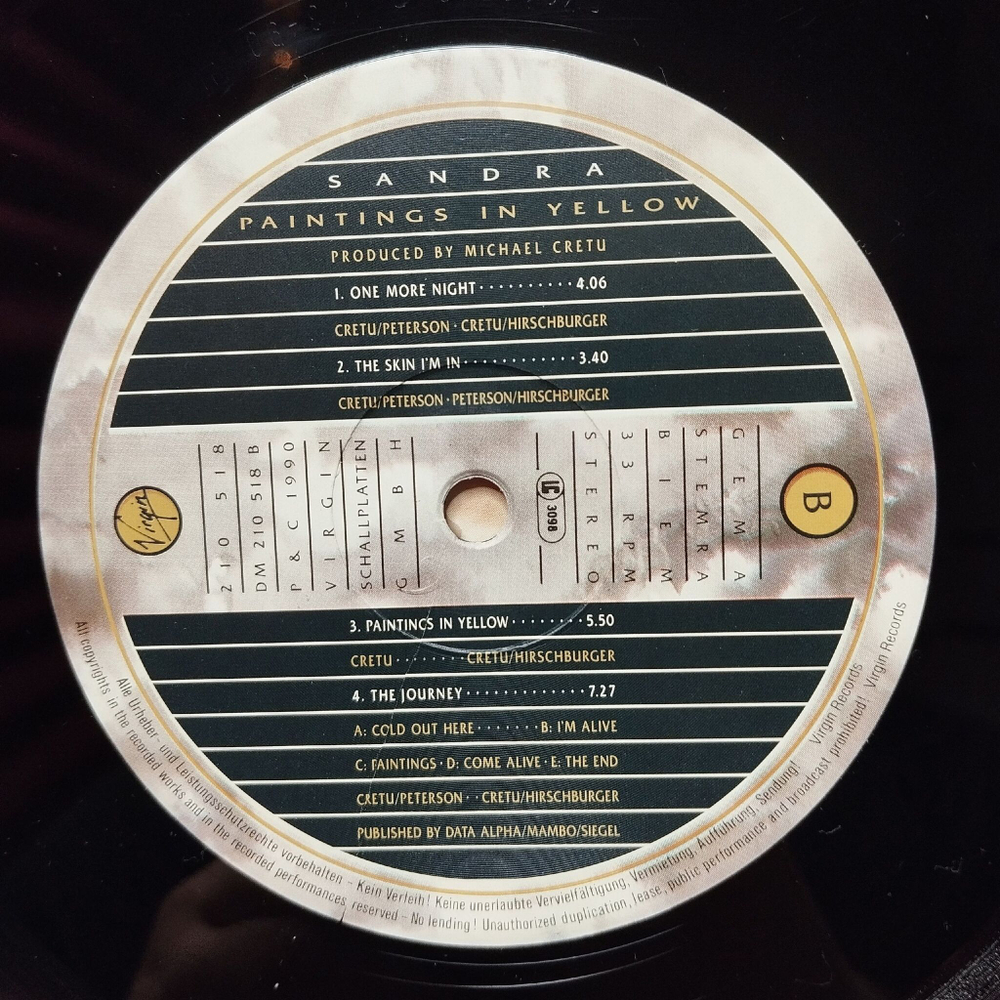 SANDRA
PAINTINGS IN YELLOW
PRODUCED BY MICHAEL CRETU
1. ONE MORE NIGHT··········4.06
CRETU/PETERSON · CRETU/HIRSCHBURGER
2. THE SKIN I'M IN············3.40
CRETU/PETERSON · PETERSON/HIRSCHBURGER
Virgin
210 518
DM 210 518 B
P & C 1990
VIRGIN
SCHALLPLATTEN
GMBH
LC
3098
STEREO
33 RPM
BIEM
STEMRA
GEMA
B
3. PAINTINGS IN YELLOW········5.50
CRETU········CRETU/HIRSCHBURGER
4. THE JOURNEY·············7.27
A: COLD OUT HERE·······B: I'M ALIVE
C: PAINTINGS · D: COME ALIVE · E: THE END
CRETU/PETERSON··CRETU/HIRSCHBURGER
PUBLISHED BY DATA ALPHA/MAMBO/SIEGEL
Alle Urheber- und Leistungsschutzrechte vorbehalten – Kein Verleih! Keine unerlaubte Vervielfältigung, Vermietung, Aufführung, Sendung! Virgin Records
All copyrights in the recorded works and in the recorded performances reserved – No lending! Unauthorized duplication, lease, public performance and broadcast prohibited! Virgin Records